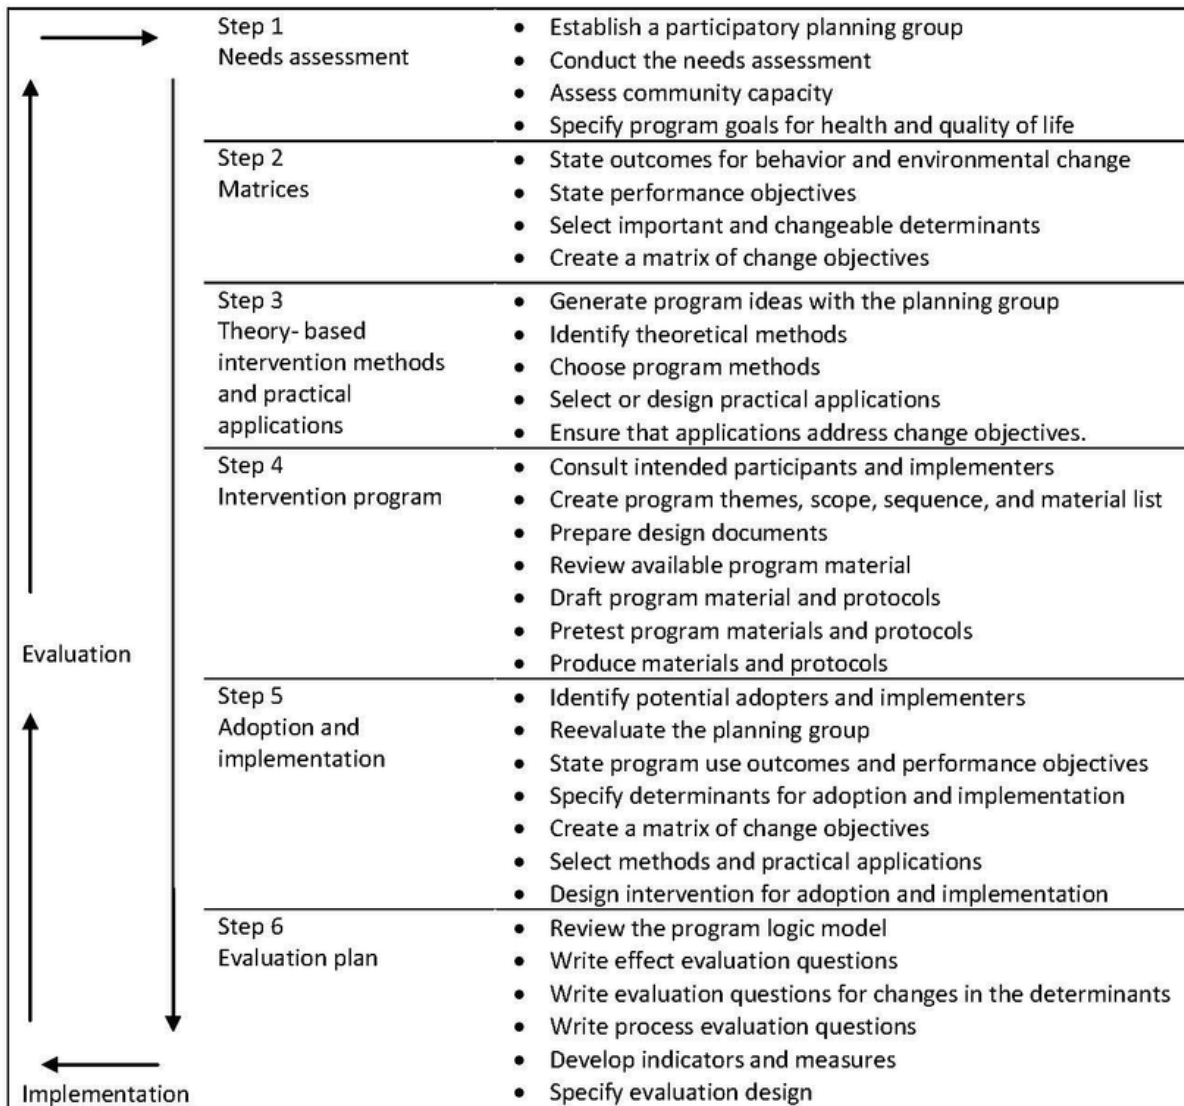 Step 1
Needs assessment
• Establish a participatory planning group
• Conduct the needs assessment
• Assess community capacity
• Specify program goals for health and quality of life
Step 2
Matrices
• State outcomes for behavior and environmental change
• State performance objectives
• Select important and changeable determinants
• Create a matrix of change objectives
Step 3
Theory- based
intervention methods
and practical
applications
• Generate program ideas with the planning group
• Identify theoretical methods
• Choose program methods
• Select or design practical applications
• Ensure that applications address change objectives.
Step 4
Intervention program
• Consult intended participants and implementers
• Create program themes, scope, sequence, and material list
• Prepare design documents
• Review available program material
• Draft program material and protocols
• Pretest program materials and protocols
• Produce materials and protocols
Evaluation
Step 5
Adoption and
implementation
• Identify potential adopters and implementers
• Reevaluate the planning group
• State program use outcomes and performance objectives
• Specify determinants for adoption and implementation
• Create a matrix of change objectives
• Select methods and practical applications
• Design intervention for adoption and implementation
Step 6
Evaluation plan
• Review the program logic model
• Write effect evaluation questions
• Write evaluation questions for changes in the determinants
• Write process evaluation questions
• Develop indicators and measures
• Specify evaluation design
Implementation